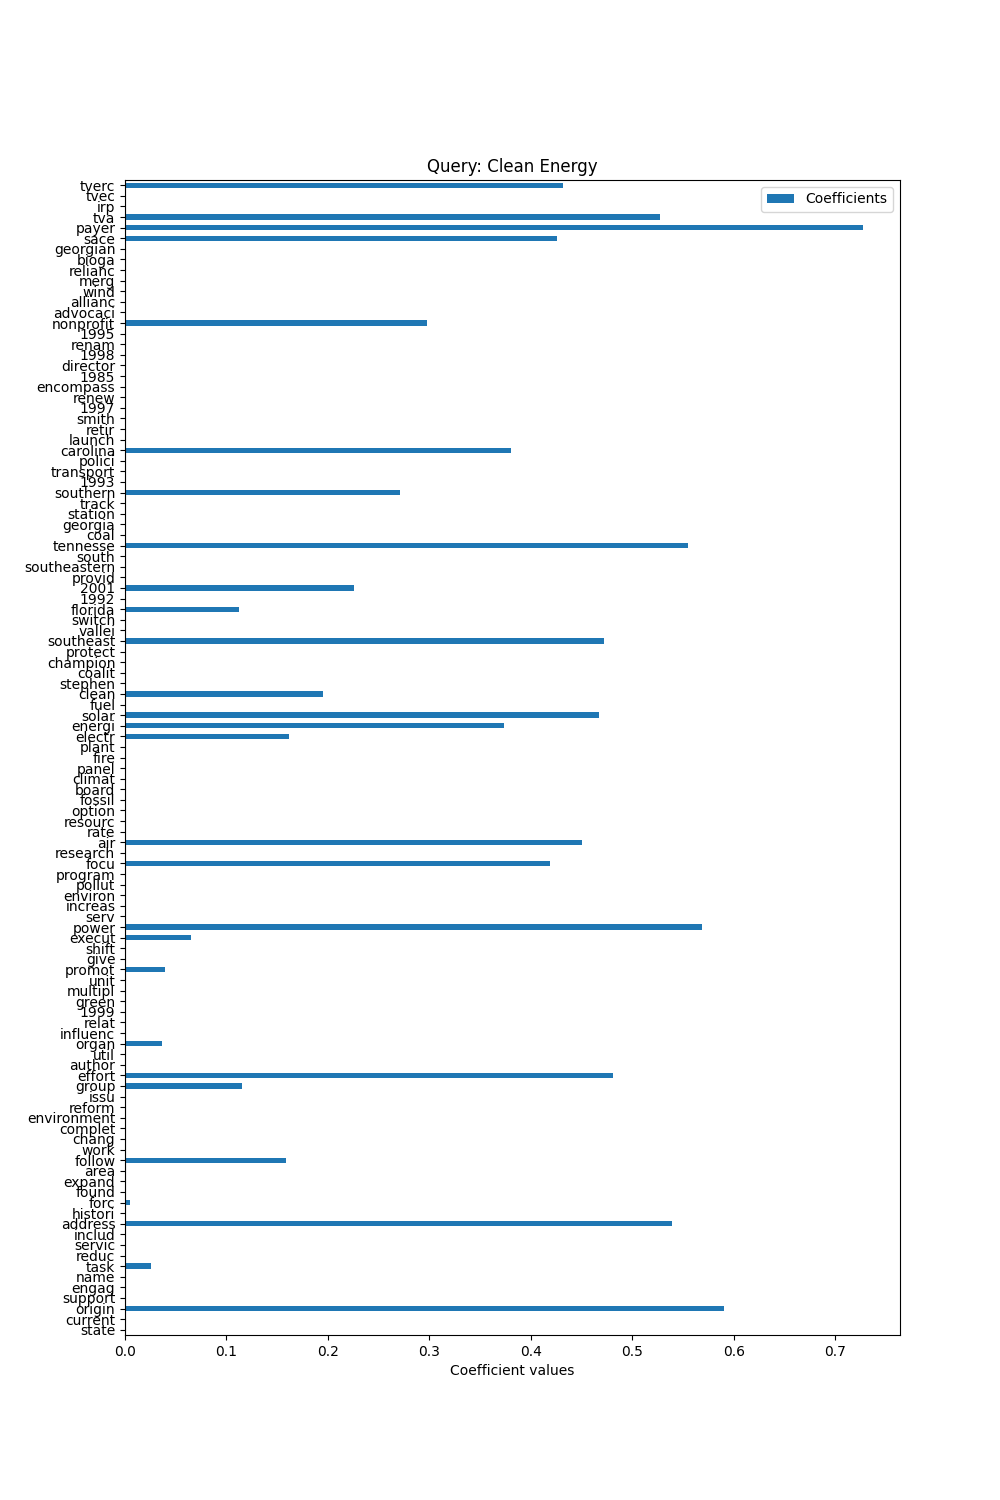 Query: Clean Energy
Coefficients
tverc
tvec
irp
tva
payer
sace
georgian
bioga
relianc
merg
wind
allianc
advocaci
nonprofit
1995
renam
1998
director
1985
encompass
renew
1997
smith
retir
launch
carolina
polici
transport
1993
southern
track
station
georgia
coal
tennesse
south
southeastern
provid
2001
1992
florida
switch
vallei
southeast
protect
champion
coalit
stephen
clean
fuel
solar
energi
electr
plant
fire
panel
climat
board
fossil
option
resourc
rate
air
research
focu
program
pollut
environ
increas
serv
power
execut
shift
give
promot
unit
multipl
green
1999
relat
influenc
organ
util
author
effort
group
issu
reform
environment
complet
chang
work
follow
area
expand
found
forc
histori
address
includ
servic
reduc
task
name
engag
support
origin
current
state
0.0 0.1 0.2 0.3 0.4 0.5 0.6 0.7
Coefficient values